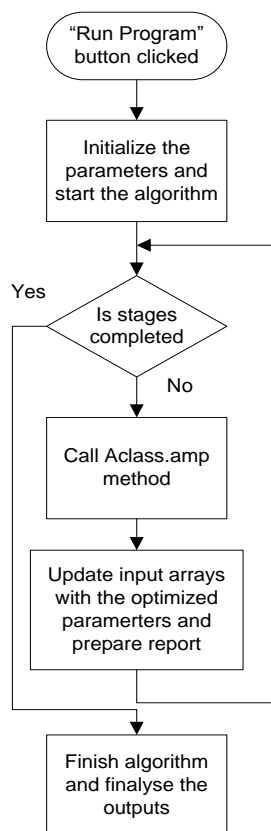 “Run Program”
button clicked
Initialize the
parameters and
start the algorithm
Yes
Is stages
completed
No
Call Aclass.amp
method
Update input arrays
with the optimized
paramerters and
prepare report
Finish algorithm
and finalyse the
outputs